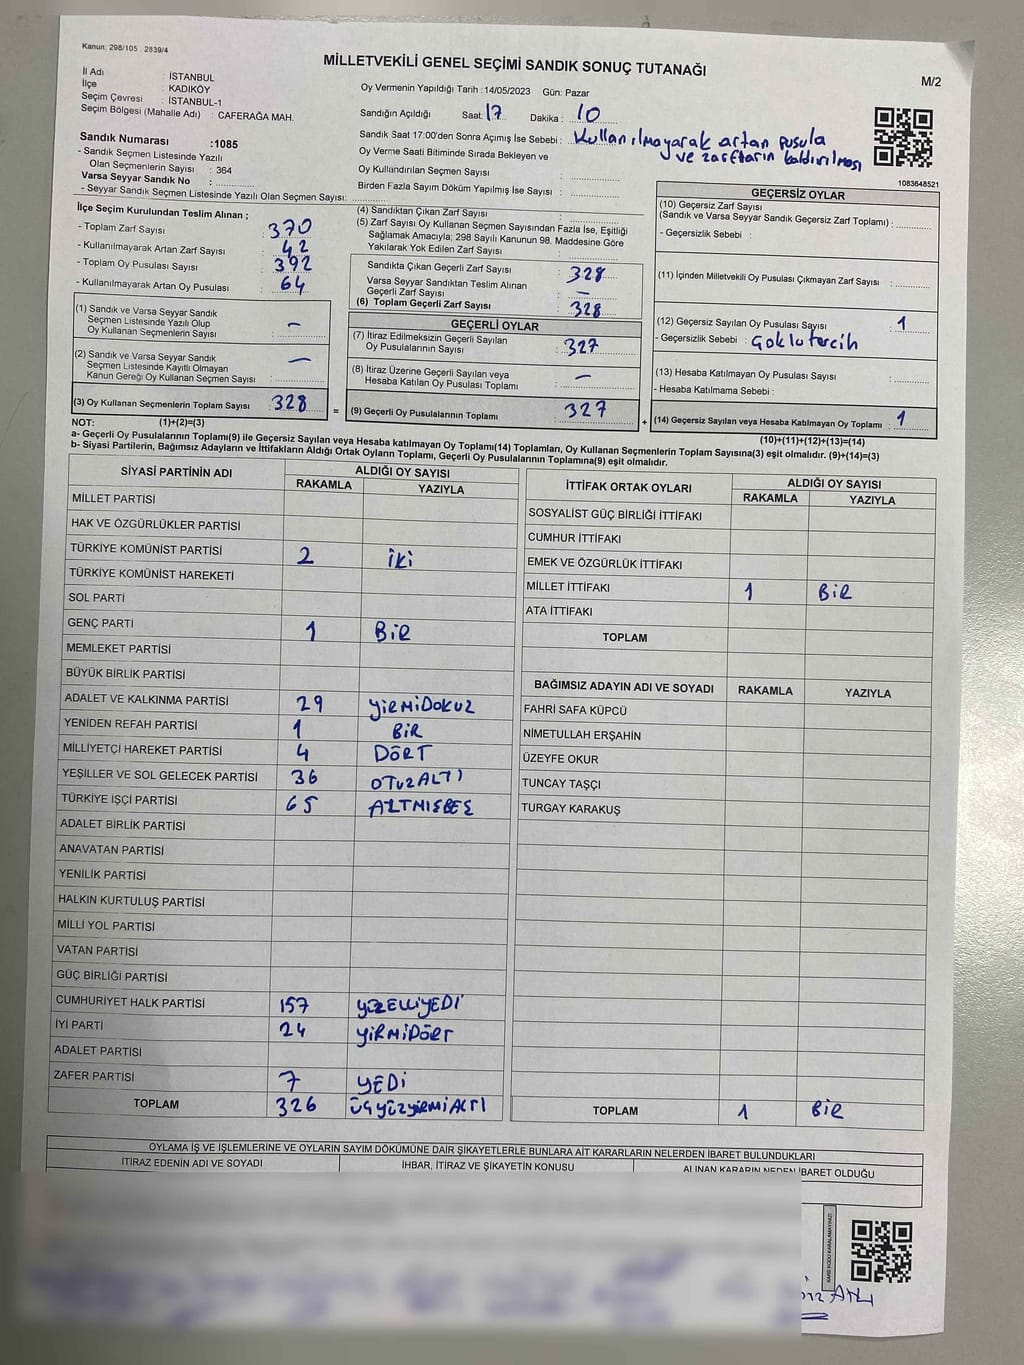 Kanun. 298/105 . 2839/4
MİLLETVEKİLİ GENEL SEÇİMİ SANDIK SONUÇ TUTANAĞI
M/2
İl Adı : İSTANBUL
İlçe : KADIKÖY
Seçim Çevresi : İSTANBUL-1
Seçim Bölgesi (Mahalle Adı) : CAFERAĞA MAH.
Oy Vermenin Yapıldığı Tarih :14/05/2023 Gün: Pazar
Sandığın Açıldığı Saat: 17 Dakika : 10
Sandık Saat 17:00'den Sonra Açımış İse Sebebi : Kullanılmayarak artan pusula
ve zarfların kaldırılması
Oy Verme Saati Bitiminde Sırada Bekleyen ve
Oy Kullandırılan Seçmen Sayısı :
Birden Fazla Sayım Döküm Yapılmış İse Sayısı :
1083648521
Sandık Numarası :1085
- Sandık Seçmen Listesinde Yazılı
Olan Seçmenlerin Sayısı : 364
Varsa Seyyar Sandık No :
- Seyyar Sandık Seçmen Listesinde Yazılı Olan Seçmen Sayısı:
İlçe Seçim Kurulundan Teslim Alınan ;
- Toplam Zarf Sayısı : 370
- Kullanılmayarak Artan Zarf Sayısı : 42
- Toplam Oy Pusulası Sayısı : 392
- Kullanılmayarak Artan Oy Pusulası : 64
(1) Sandık ve Varsa Seyyar Sandık
Seçmen Listesinde Yazılı Olup
Oy Kullanan Seçmenlerin Sayısı : –
(2) Sandık ve Varsa Seyyar Sandık
Seçmen Listesinde Kayıtlı Olmayan
Kanun Gereği Oy Kullanan Seçmen Sayısı : –
(3) Oy Kullanan Seçmenlerin Toplam Sayısı 328
(4) Sandıktan Çıkan Zarf Sayısı :
(5) Zarf Sayısı Oy Kullanan Seçmen Sayısından Fazla İse, Eşitliği
Sağlamak Amacıyla; 298 Sayılı Kanunun 98. Maddesine Göre
Yakılarak Yok Edilen Zarf Sayısı :
Sandıkta Çıkan Geçerli Zarf Sayısı : 328
Varsa Seyyar Sandıktan Teslim Alınan
Geçerli Zarf Sayısı : –
(6) Toplam Geçerli Zarf Sayısı : 328
GEÇERLİ OYLAR
(7) İtiraz Edilmeksizin Geçerli Sayılan
Oy Pusulalarının Sayısı : 327
(8) İtiraz Üzerine Geçerli Sayılan veya
Hesaba Katılan Oy Pusulası Toplamı : –
= (9) Geçerli Oy Pusulalarının Toplamı : 327 +
GEÇERSİZ OYLAR
(10) Geçersiz Zarf Sayısı
(Sandık ve Varsa Seyyar Sandık Geçersiz Zarf Toplamı) :
- Geçersizlik Sebebi :
(11) İçinden Milletvekili Oy Pusulası Çıkmayan Zarf Sayısı :
(12) Geçersiz Sayılan Oy Pusulası Sayısı : 1
- Geçersizlik Sebebi : Çoklu tercih
(13) Hesaba Katılmayan Oy Pusulası Sayısı :
- Hesaba Katılmama Sebebi :
(14) Geçersiz Sayılan veya Hesaba Katılmayan Oy Toplamı : 1
NOT: (1)+(2)=(3) (10)+(11)+(12)+(13)=(14)
a- Geçerli Oy Pusulalarının Toplamı(9) ile Geçersiz Sayılan veya Hesaba katılmayan Oy Toplamı(14) Toplamları, Oy Kullanan Seçmenlerin Toplam Sayısına(3) eşit olmalıdır. (9)+(14)=(3)
b- Siyasi Partilerin, Bağımsız Adayların ve İttifakların Aldığı Ortak Oyların Toplamı, Geçerli Oy Pusulalarının Toplamına(9) eşit olmalıdır.
SİYASİ PARTİNİN ADI ALDIĞI OY SAYISI
RAKAMLA YAZIYLA
MİLLET PARTİSİ
HAK VE ÖZGÜRLÜKLER PARTİSİ
TÜRKİYE KOMÜNİST PARTİSİ 2 iki
TÜRKİYE KOMÜNİST HAREKETİ
SOL PARTİ
GENÇ PARTİ 1 BİR
MEMLEKET PARTİSİ
BÜYÜK BİRLİK PARTİSİ
ADALET VE KALKINMA PARTİSİ 29 YİRMİDOKUZ
YENİDEN REFAH PARTİSİ 1 BİR
MİLLİYETÇİ HAREKET PARTİSİ 4 DÖRT
YEŞİLLER VE SOL GELECEK PARTİSİ 36 OTUZALTI
TÜRKİYE İŞÇİ PARTİSİ 65 ALTMIŞBEŞ
ADALET BİRLİK PARTİSİ
ANAVATAN PARTİSİ
YENİLİK PARTİSİ
HALKIN KURTULUŞ PARTİSİ
MİLLİ YOL PARTİSİ
VATAN PARTİSİ
GÜÇ BİRLİĞİ PARTİSİ
CUMHURİYET HALK PARTİSİ 157 YÜZELLİYEDİ
İYİ PARTİ 24 YİRMİDÖRT
ADALET PARTİSİ
ZAFER PARTİSİ 7 YEDİ
TOPLAM 326 ÜÇYÜZYİRMİALTI
İTTİFAK ORTAK OYLARI ALDIĞI OY SAYISI
RAKAMLA YAZIYLA
SOSYALİST GÜÇ BİRLİĞİ İTTİFAKI
CUMHUR İTTİFAKI
EMEK VE ÖZGÜRLÜK İTTİFAKI
MİLLET İTTİFAKI 1 BİR
ATA İTTİFAKI
TOPLAM
BAĞIMSIZ ADAYIN ADI VE SOYADI RAKAMLA YAZIYLA
FAHRİ SAFA KÜPCÜ
NİMETULLAH ERŞAHİN
ÜZEYFE OKUR
TUNCAY TAŞÇI
TURGAY KARAKUŞ
TOPLAM 1 BİR
OYLAMA İŞ VE İŞLEMLERİNE VE OYLARIN SAYIM DÖKÜMÜNE DAİR ŞİKAYETLERLE BUNLARA AİT KARARLARIN NELERDEN İBARET BULUNDUKLARI
İTİRAZ EDENİN ADI VE SOYADI İHBAR, İTİRAZ VE ŞİKAYETİN KONUSU ALINAN KARARIN NEDEN İBARET OLDUĞU
KARE KODU KARALAMAYINIZ!